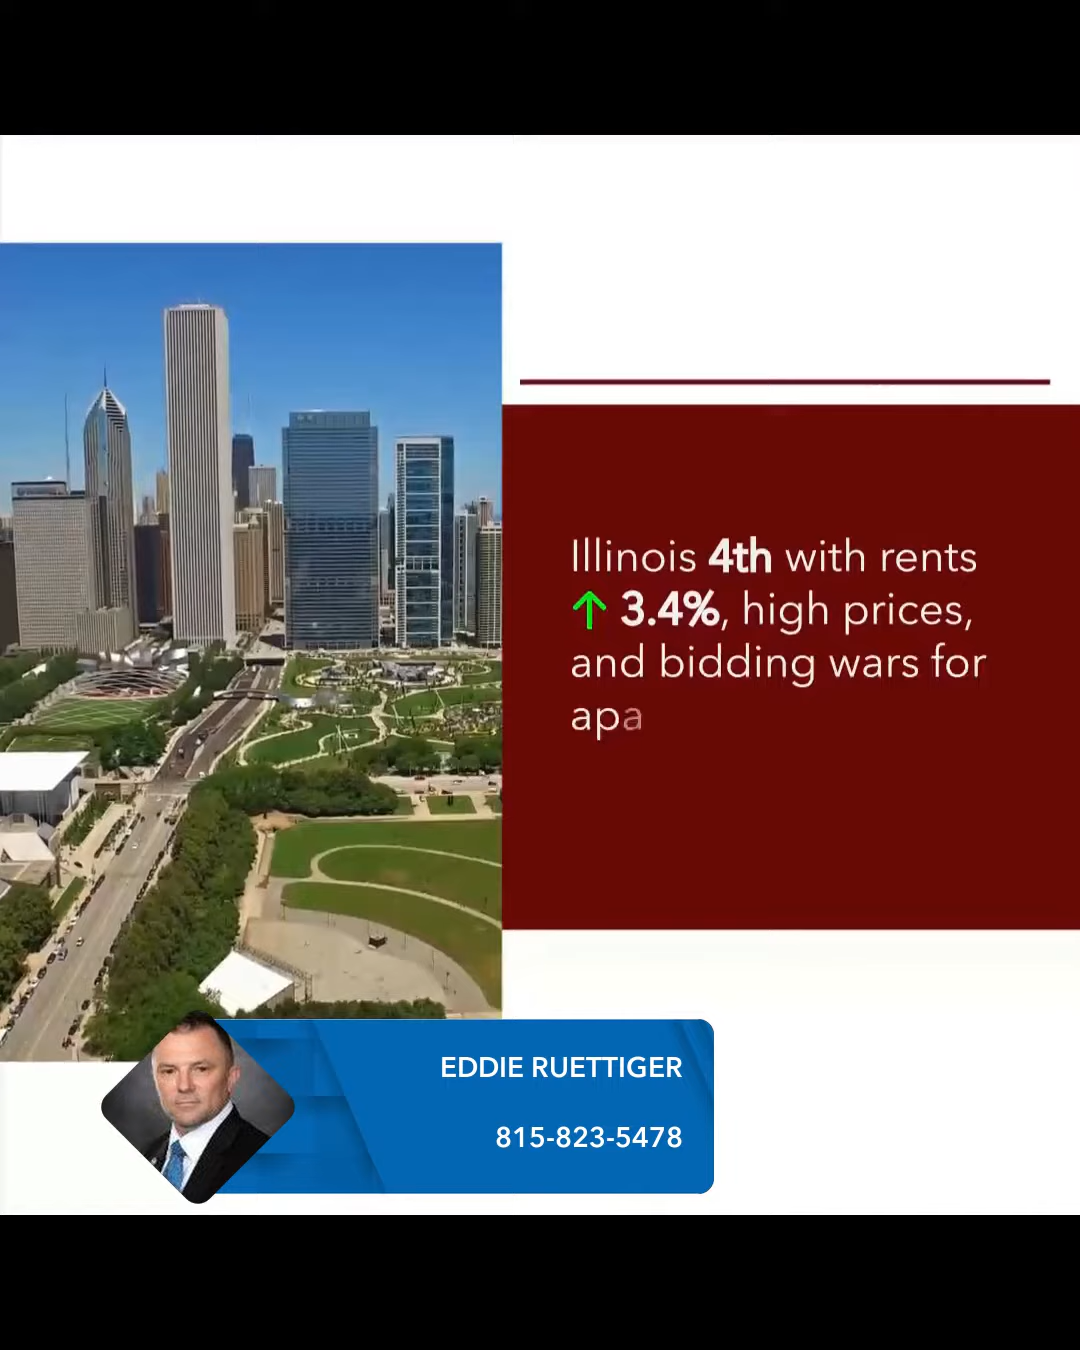 Illinois 4th with rents
↑ 3.4%, high prices,
and bidding wars for
apa
EDDIE RUETTIGER
815-823-5478